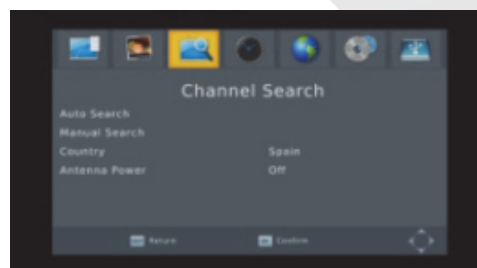 Channel Search
Auto Search
Manual Search
Country Spain
Antenna Power Off
Return Confirm